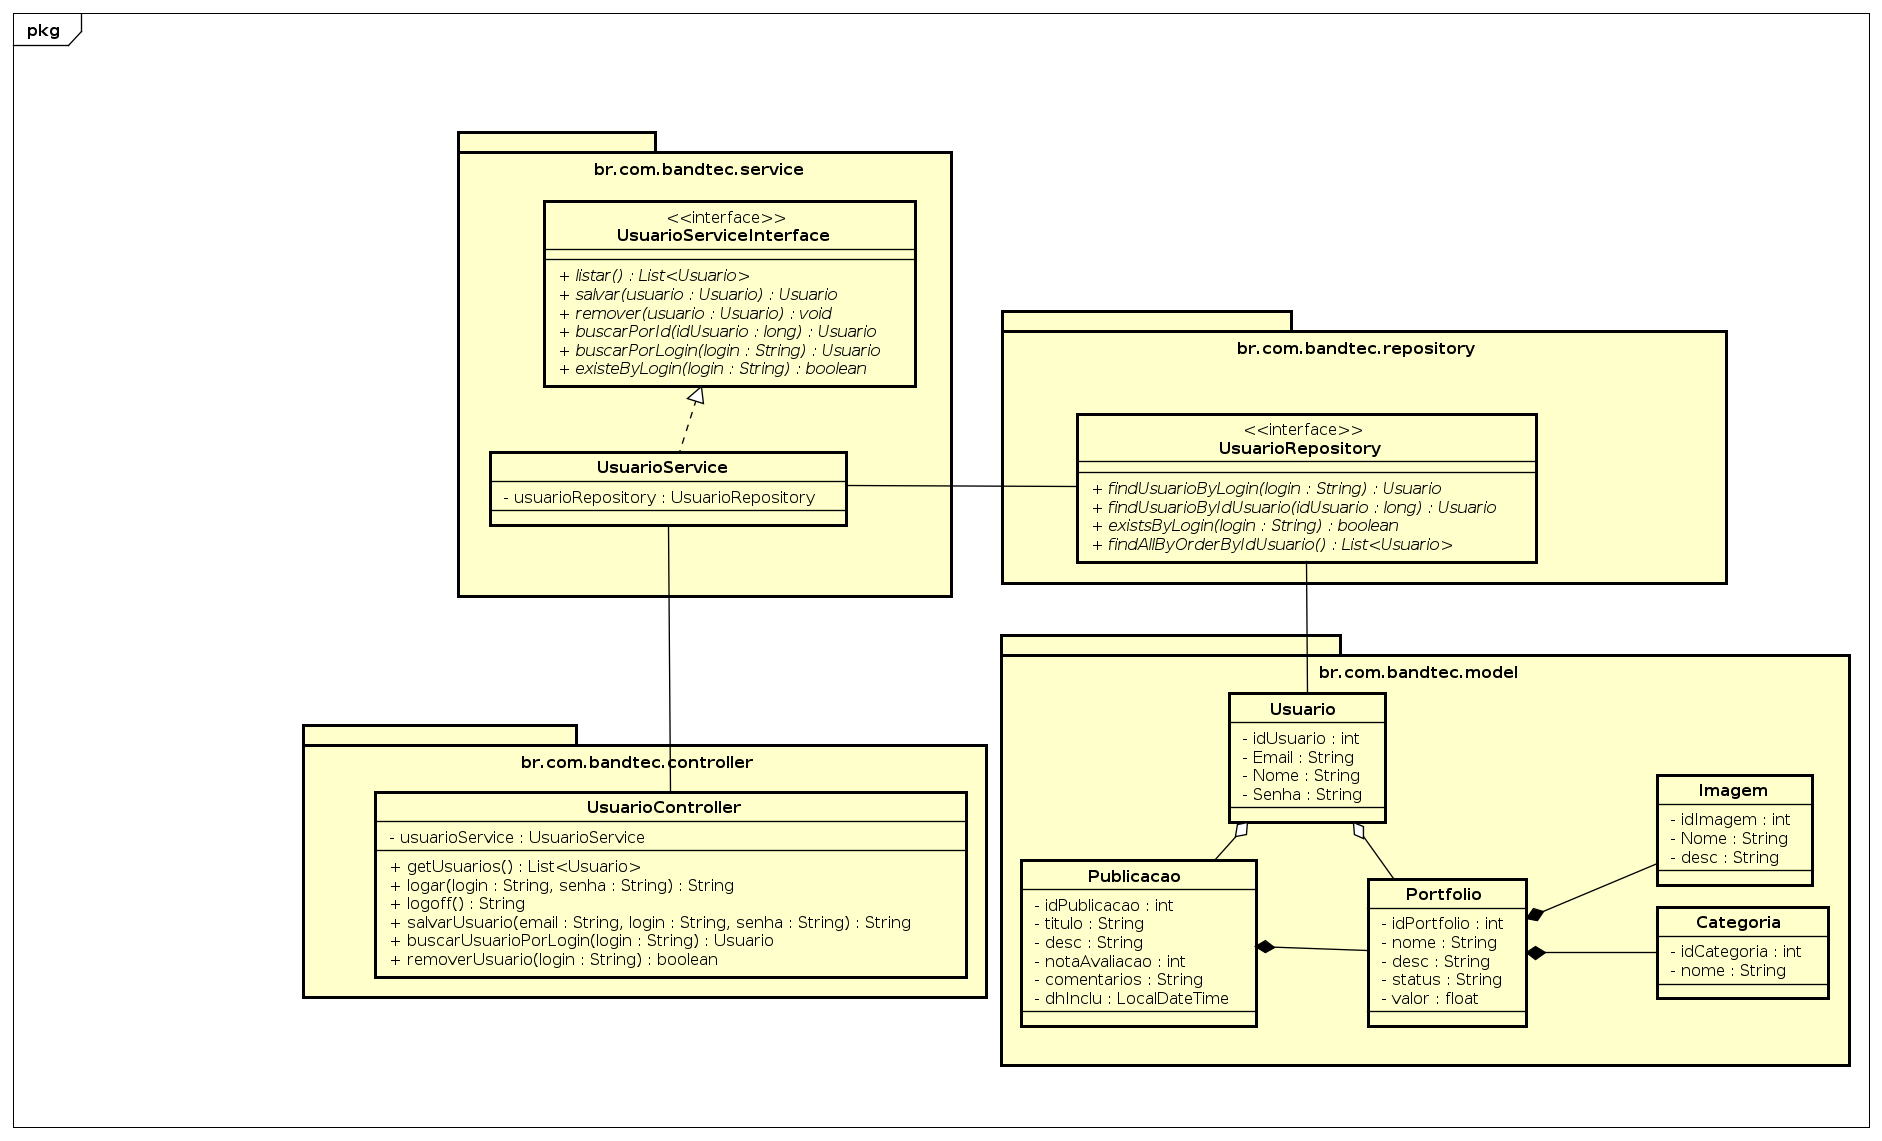 pkg
br.com.bandtec.service
<<interface>>
UsuarioServiceInterface
+ listar() : List<Usuario>
+ salvar(usuario : Usuario) : Usuario
+ remover(usuario : Usuario) : void
+ buscarPorId(idUsuario : long) : Usuario
+ buscarPorLogin(login : String) : Usuario
+ existeByLogin(login : String) : boolean
UsuarioService
- usuarioRepository : UsuarioRepository
br.com.bandtec.repository
<<interface>>
UsuarioRepository
+ findUsuarioByLogin(login : String) : Usuario
+ findUsuarioByIdUsuario(idUsuario : long) : Usuario
+ existsByLogin(login : String) : boolean
+ findAllByOrderByIdUsuario() : List<Usuario>
br.com.bandtec.controller
UsuarioController
- usuarioService : UsuarioService
+ getUsuarios() : List<Usuario>
+ logar(login : String, senha : String) : String
+ logoff() : String
+ salvarUsuario(email : String, login : String, senha : String) : String
+ buscarUsuarioPorLogin(login : String) : Usuario
+ removerUsuario(login : String) : boolean
br.com.bandtec.model
Usuario
- idUsuario : int
- Email : String
- Nome : String
- Senha : String
Publicacao
- idPublicacao : int
- titulo : String
- desc : String
- notaAvaliacao : int
- comentarios : String
- dhInclu : LocalDateTime
Portfolio
- idPortfolio : int
- nome : String
- desc : String
- status : String
- valor : float
Imagem
- idImagem : int
- Nome : String
- desc : String
Categoria
- idCategoria : int
- nome : String